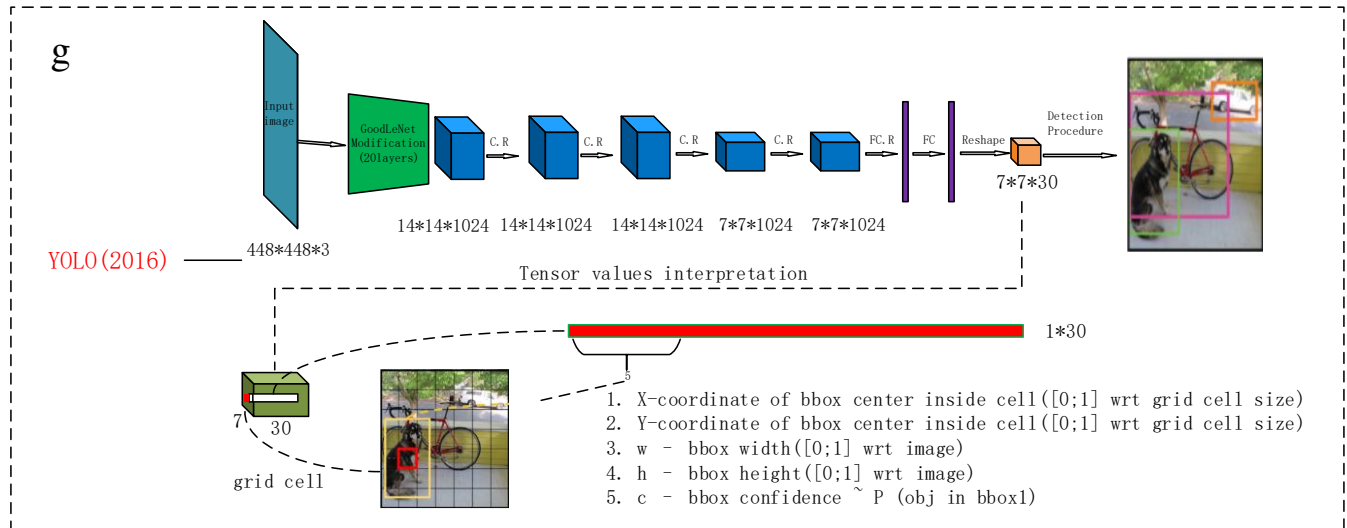 g
Input
image
GoodLeNet
Modification
(20layers)
C.R
C.R
C.R
C.R
FC.R
FC
Reshape
Detection
Procedure
7*7*30
14*14*1024
14*14*1024
14*14*1024
7*7*1024
7*7*1024
448*448*3
YOLO(2016)
Tensor values interpretation
1*30
5
7
30
grid cell
1. X-coordinate of bbox center inside cell([0;1] wrt grid cell size)
2. Y-coordinate of bbox center inside cell([0;1] wrt grid cell size)
3. w - bbox width([0;1] wrt image)
4. h - bbox height([0;1] wrt image)
5. c - bbox confidence ~ P (obj in bbox1)